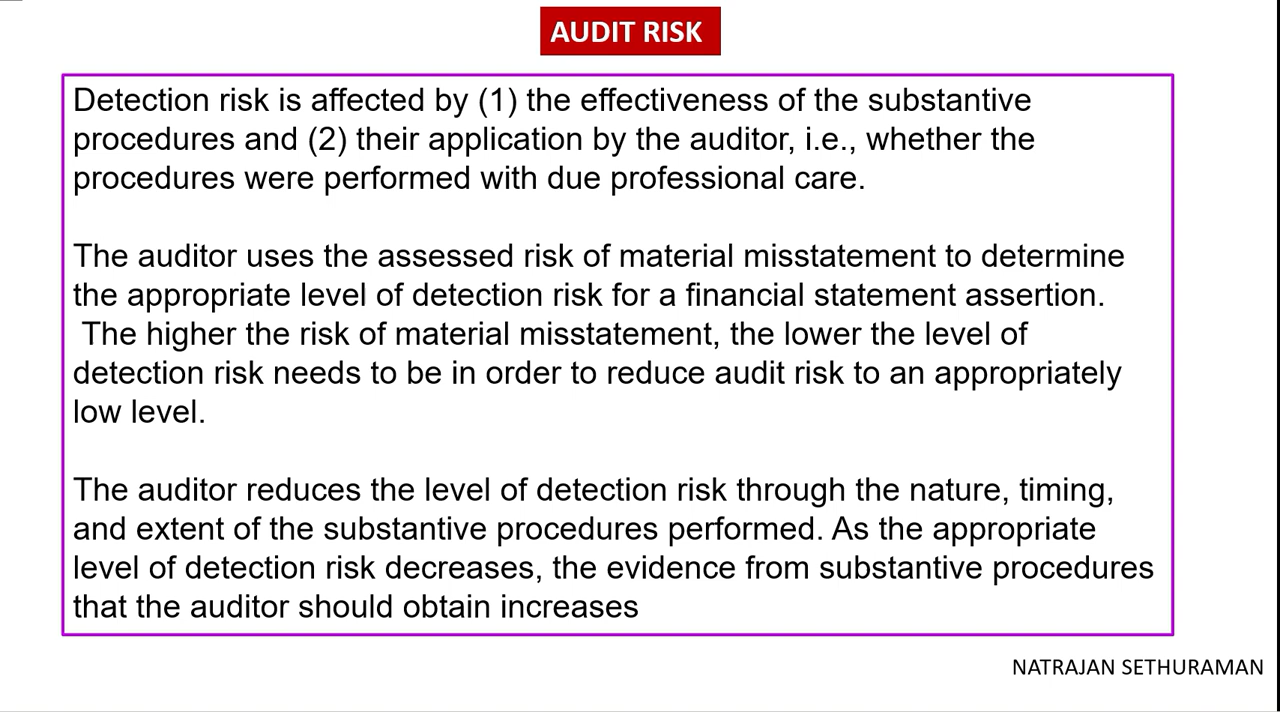 AUDIT RISK
Detection risk is affected by (1) the effectiveness of the substantive
procedures and (2) their application by the auditor, i.e., whether the
procedures were performed with due professional care.
The auditor uses the assessed risk of material misstatement to determine
the appropriate level of detection risk for a financial statement assertion.
The higher the risk of material misstatement, the lower the level of
detection risk needs to be in order to reduce audit risk to an appropriately
low level.
The auditor reduces the level of detection risk through the nature, timing,
and extent of the substantive procedures performed. As the appropriate
level of detection risk decreases, the evidence from substantive procedures
that the auditor should obtain increases
NATRAJAN SETHURAMAN